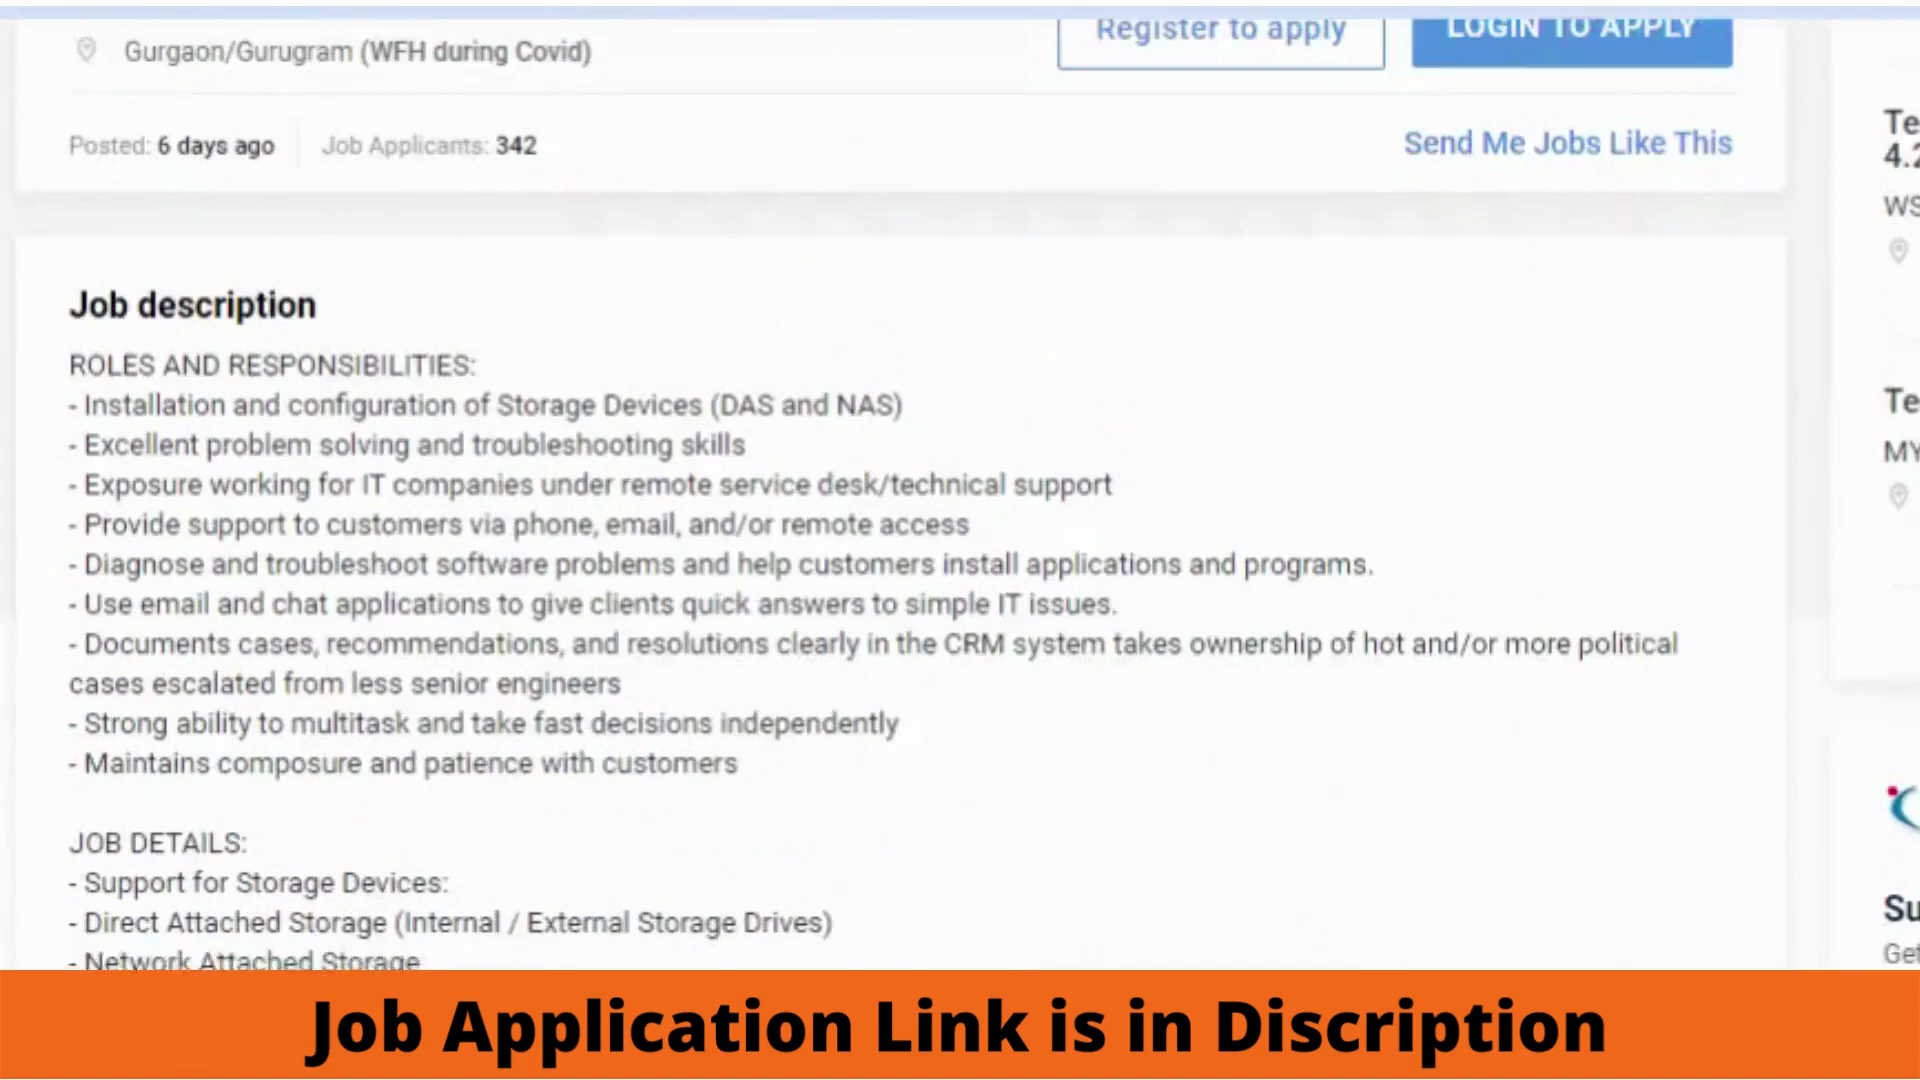 Gurgaon/Gurugram (WFH during Covid)
Register to apply
LOGIN TO APPLY
Posted: 6 days ago
Job Applicants: 342
Send Me Jobs Like This
Job description
ROLES AND RESPONSIBILITIES:
- Installation and configuration of Storage Devices (DAS and NAS)
- Excellent problem solving and troubleshooting skills
- Exposure working for IT companies under remote service desk/technical support
- Provide support to customers via phone, email, and/or remote access
- Diagnose and troubleshoot software problems and help customers install applications and programs.
- Use email and chat applications to give clients quick answers to simple IT issues.
- Documents cases, recommendations, and resolutions clearly in the CRM system takes ownership of hot and/or more political
cases escalated from less senior engineers
- Strong ability to multitask and take fast decisions independently
- Maintains composure and patience with customers
JOB DETAILS:
- Support for Storage Devices:
- Direct Attached Storage (Internal / External Storage Drives)
- Network Attached Storage
Te
4.2
WS
Te
MY
Su
Get
Job Application Link is in Discription